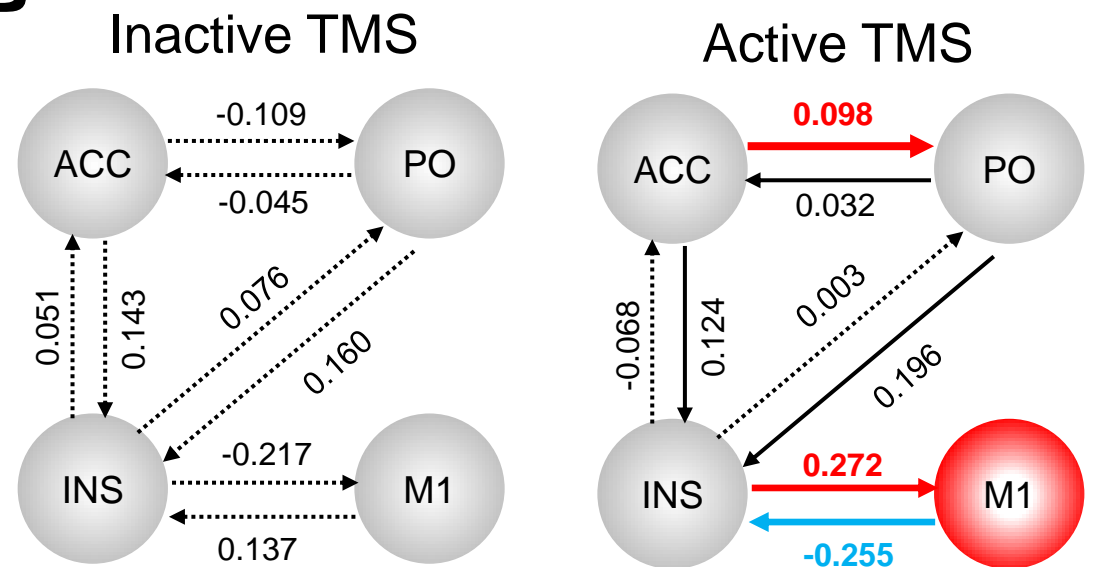 Inactive TMS
ACC
-0.109
-0.045
PO
0.051
0.143
0.076
0.160
INS
-0.217
0.137
M1
Active TMS
ACC
0.098
0.032
PO
-0.068
0.124
0.003
0.196
INS
0.272
-0.255
M1